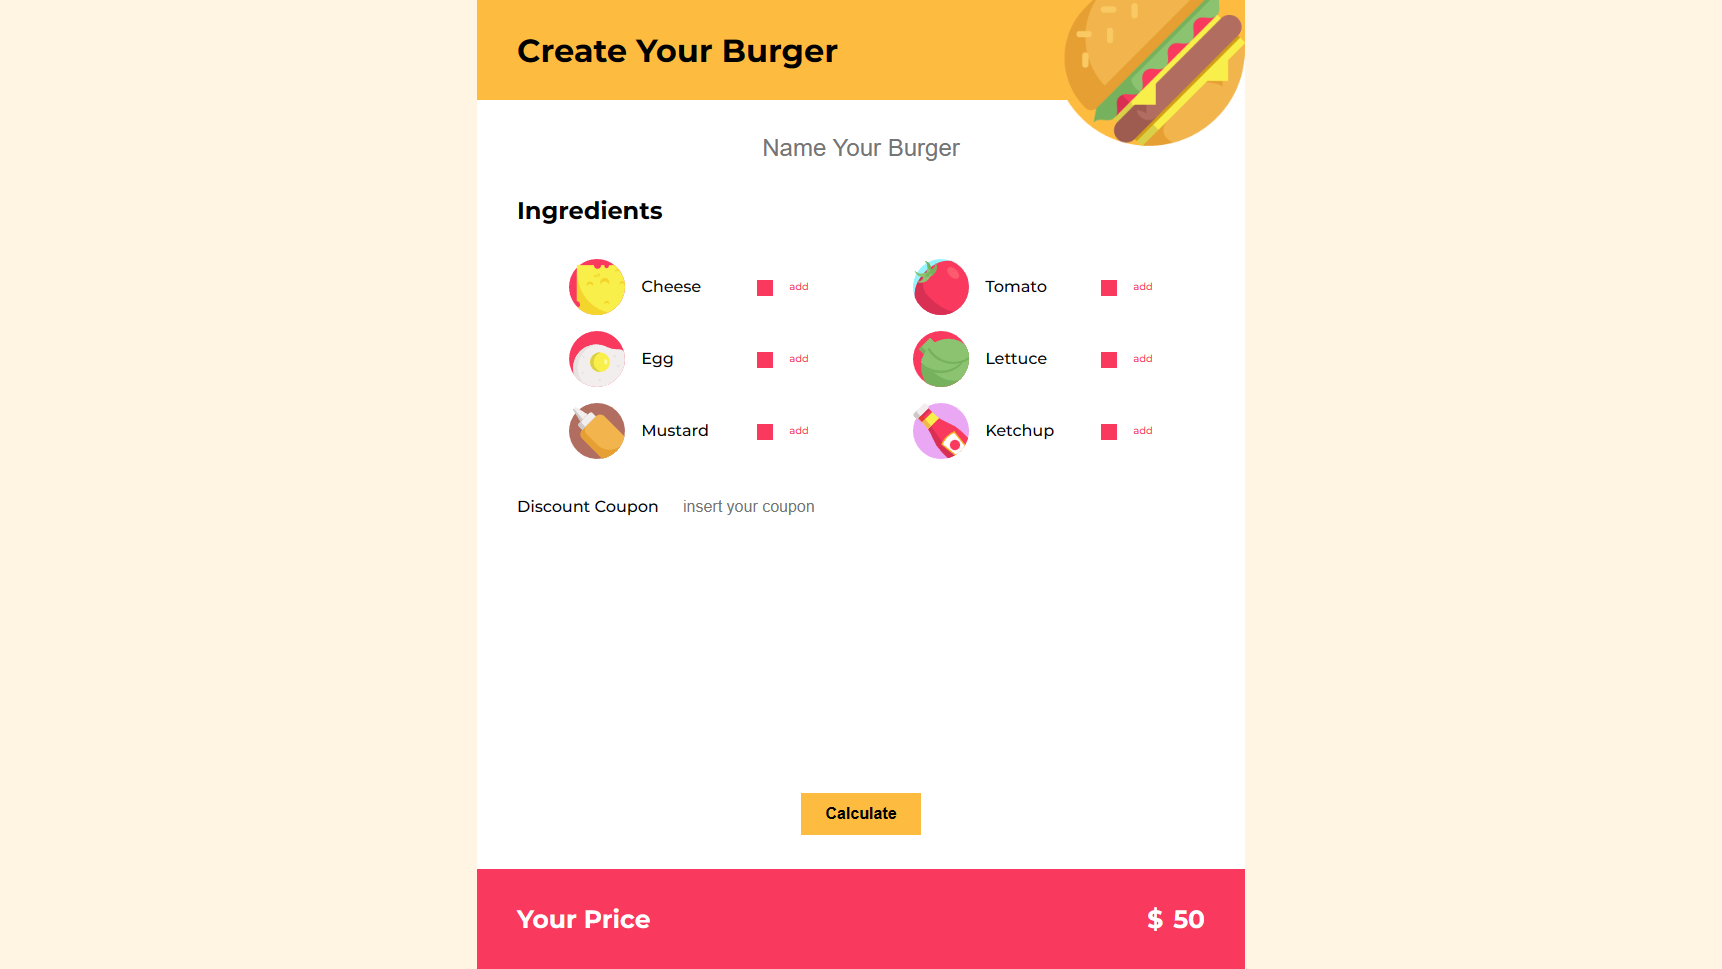 Create Your Burger
Name Your Burger
Ingredients
Cheese add Tomato add
Egg add Lettuce add
Mustard add Ketchup add
Discount Coupon insert your coupon
Calculate
Your Price $ 50